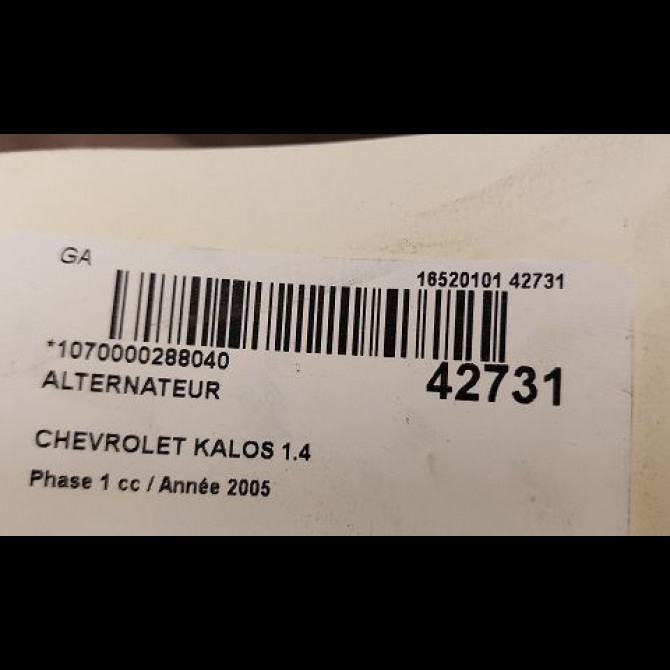 GA
16520101 42731
*1070000288040
42731
ALTERNATEUR
CHEVROLET KALOS 1.4
Phase 1 cc / Année 2005